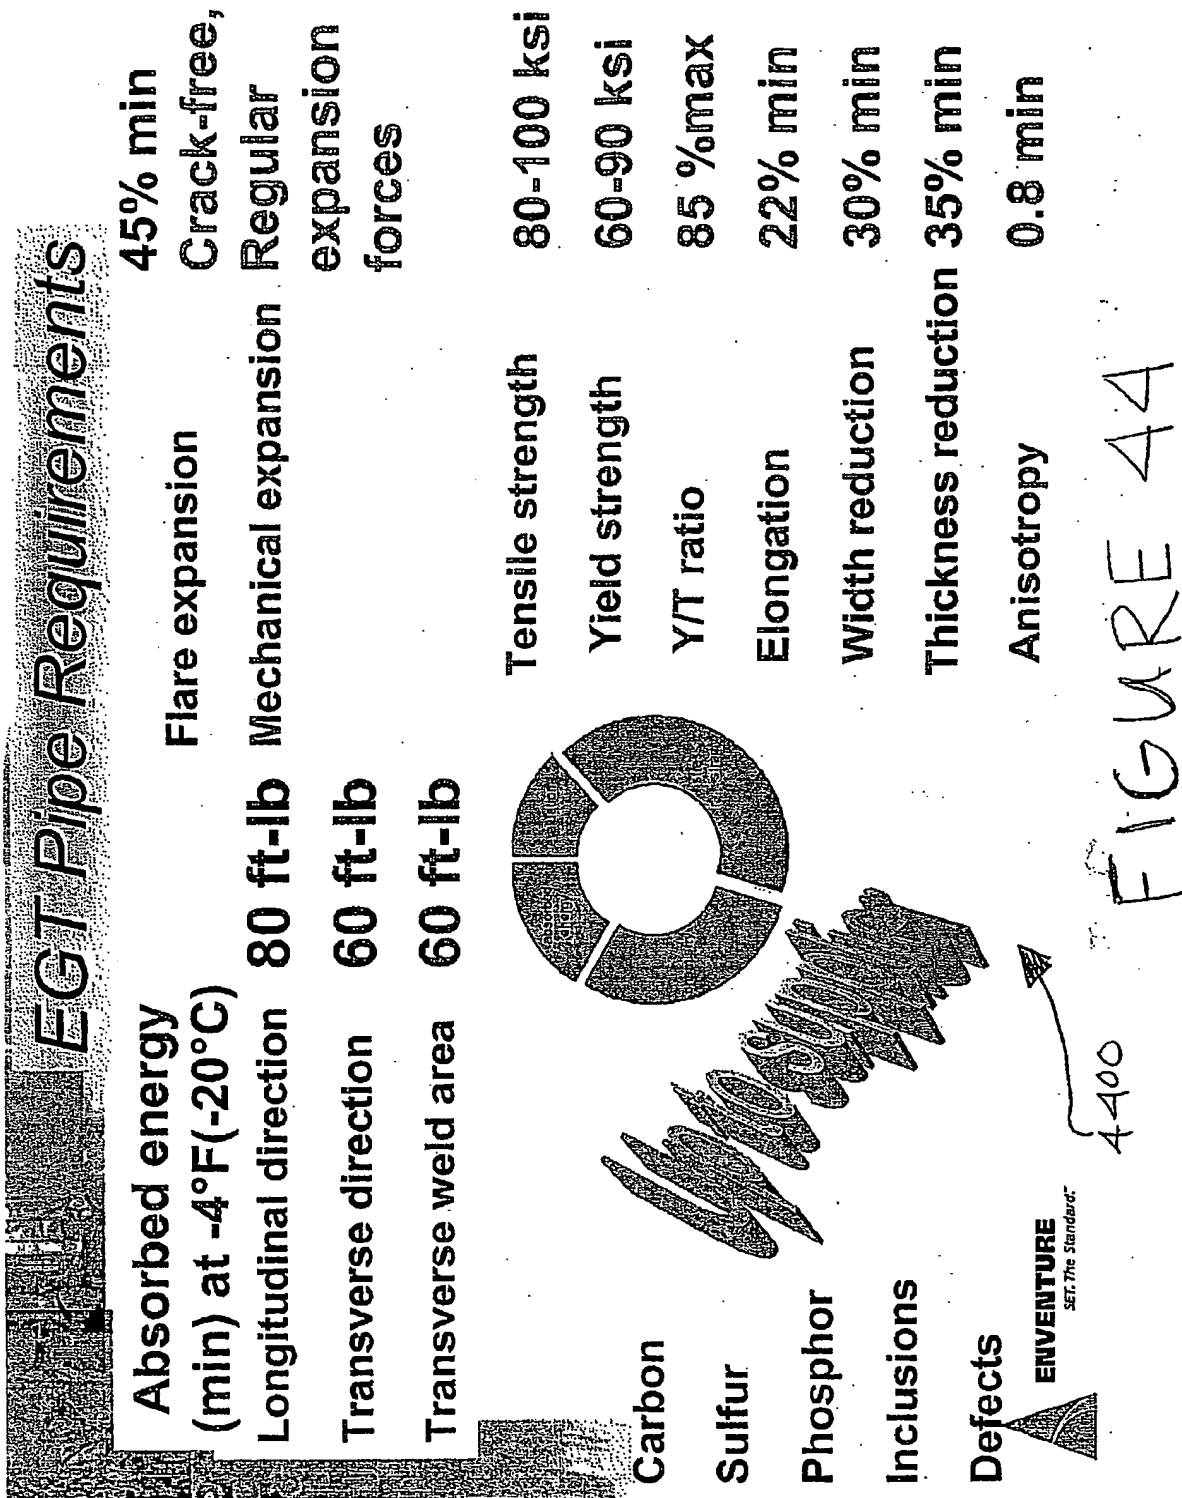 EGT Pipe Requirements
Absorbed energy
(min) at -4°F(-20°C)
Longitudinal direction 80 ft-lb
Transverse direction 60 ft-lb
Transverse weld area 60 ft-lb
Flare expansion 45% min
Mechanical expansion Crack-free,
Regular
expansion
forces
Tensile strength 80-100 ksi
Yield strength 60-90 ksi
Y/T ratio 85 %max
Elongation 22% min
Width reduction 30% min
Thickness reduction 35% min
Anisotropy 0.8 min
Carbon
Sulfur
Phosphor
Inclusions
Defects
ENVENTURE
SET. The Standard.™
4400
FIGURE 44